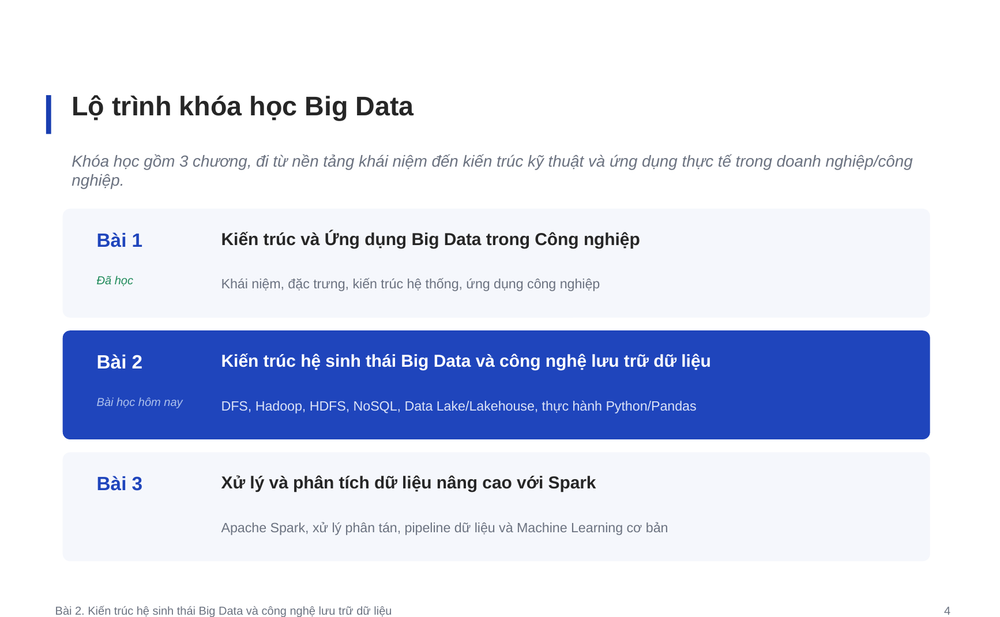 Lộ trình khóa học Big Data
Khóa học gồm 3 chương, đi từ nền tảng khái niệm đến kiến trúc kỹ thuật và ứng dụng thực tế trong doanh nghiệp/công
nghiệp.
Bài 1
Kiến trúc và Ứng dụng Big Data trong Công nghiệp
Đã học
Khái niệm, đặc trưng, kiến trúc hệ thống, ứng dụng công nghiệp
Bài 2
Kiến trúc hệ sinh thái Big Data và công nghệ lưu trữ dữ liệu
Bài học hôm nay
DFS, Hadoop, HDFS, NoSQL, Data Lake/Lakehouse, thực hành Python/Pandas
Bài 3
Xử lý và phân tích dữ liệu nâng cao với Spark
Apache Spark, xử lý phân tán, pipeline dữ liệu và Machine Learning cơ bản
Bài 2. Kiến trúc hệ sinh thái Big Data và công nghệ lưu trữ dữ liệu
4